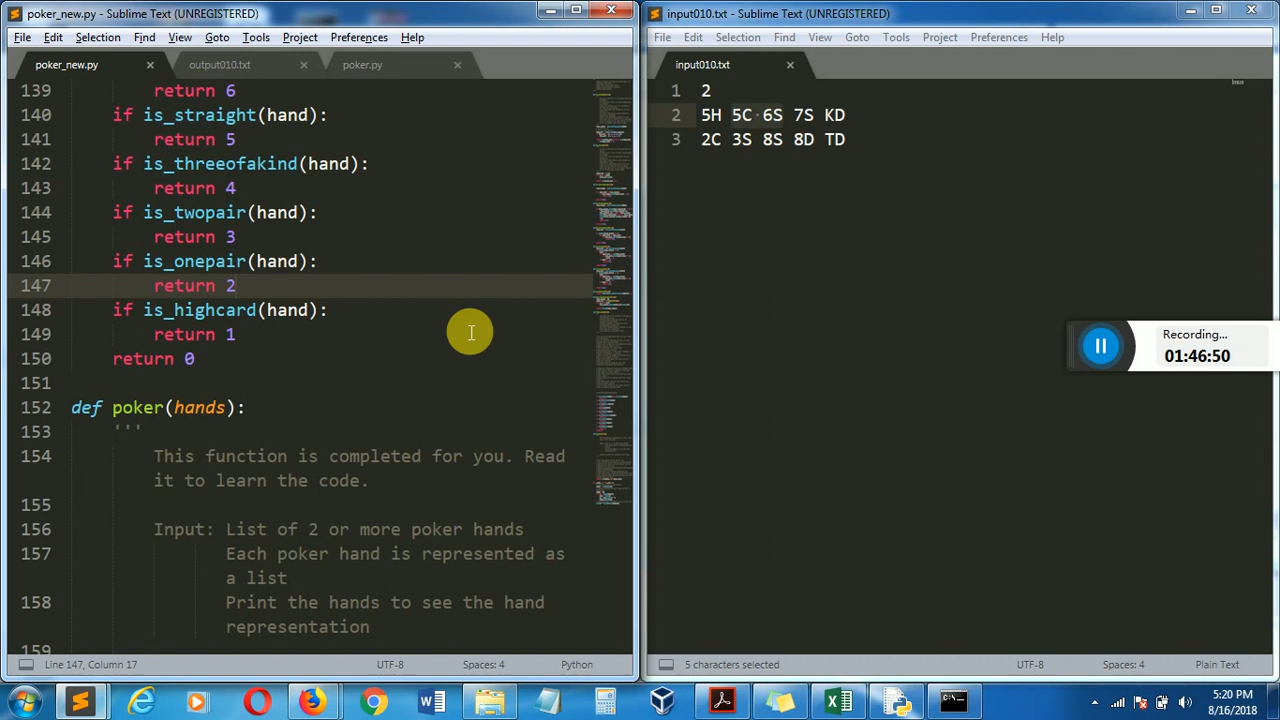 poker_new.py - Sublime Text (UNREGISTERED)
File Edit Selection Find View Goto Tools Project Preferences Help
poker_new.py output010.txt poker.py
139 return 6
140 if is_straight(hand):
141 return 5
142 if is_threeofakind(hand):
143 return 4
144 if is_twopair(hand):
145 return 3
146 if is_onepair(hand):
147 return 2
148 if is_highcard(hand):
149 return 1
150 return 0
151
152 def poker(hands):
153 '''
154 This function is completed for you. Read
it to learn the code.
155
156 Input: List of 2 or more poker hands
157 Each poker hand is represented as
a list
158 Print the hands to see the hand
representation
159
Line 147, Column 17 UTF-8 Spaces: 4 Python
input010.txt - Sublime Text (UNREGISTERED)
File Edit Selection Find View Goto Tools Project Preferences Help
input010.txt
1 2
2 5H 5C 6S 7S KD
3 2C 3S 8S 8D TD
Recording...
01:46:50
5 characters selected UTF-8 Spaces: 4 Plain Text
5:20 PM
8/16/2018